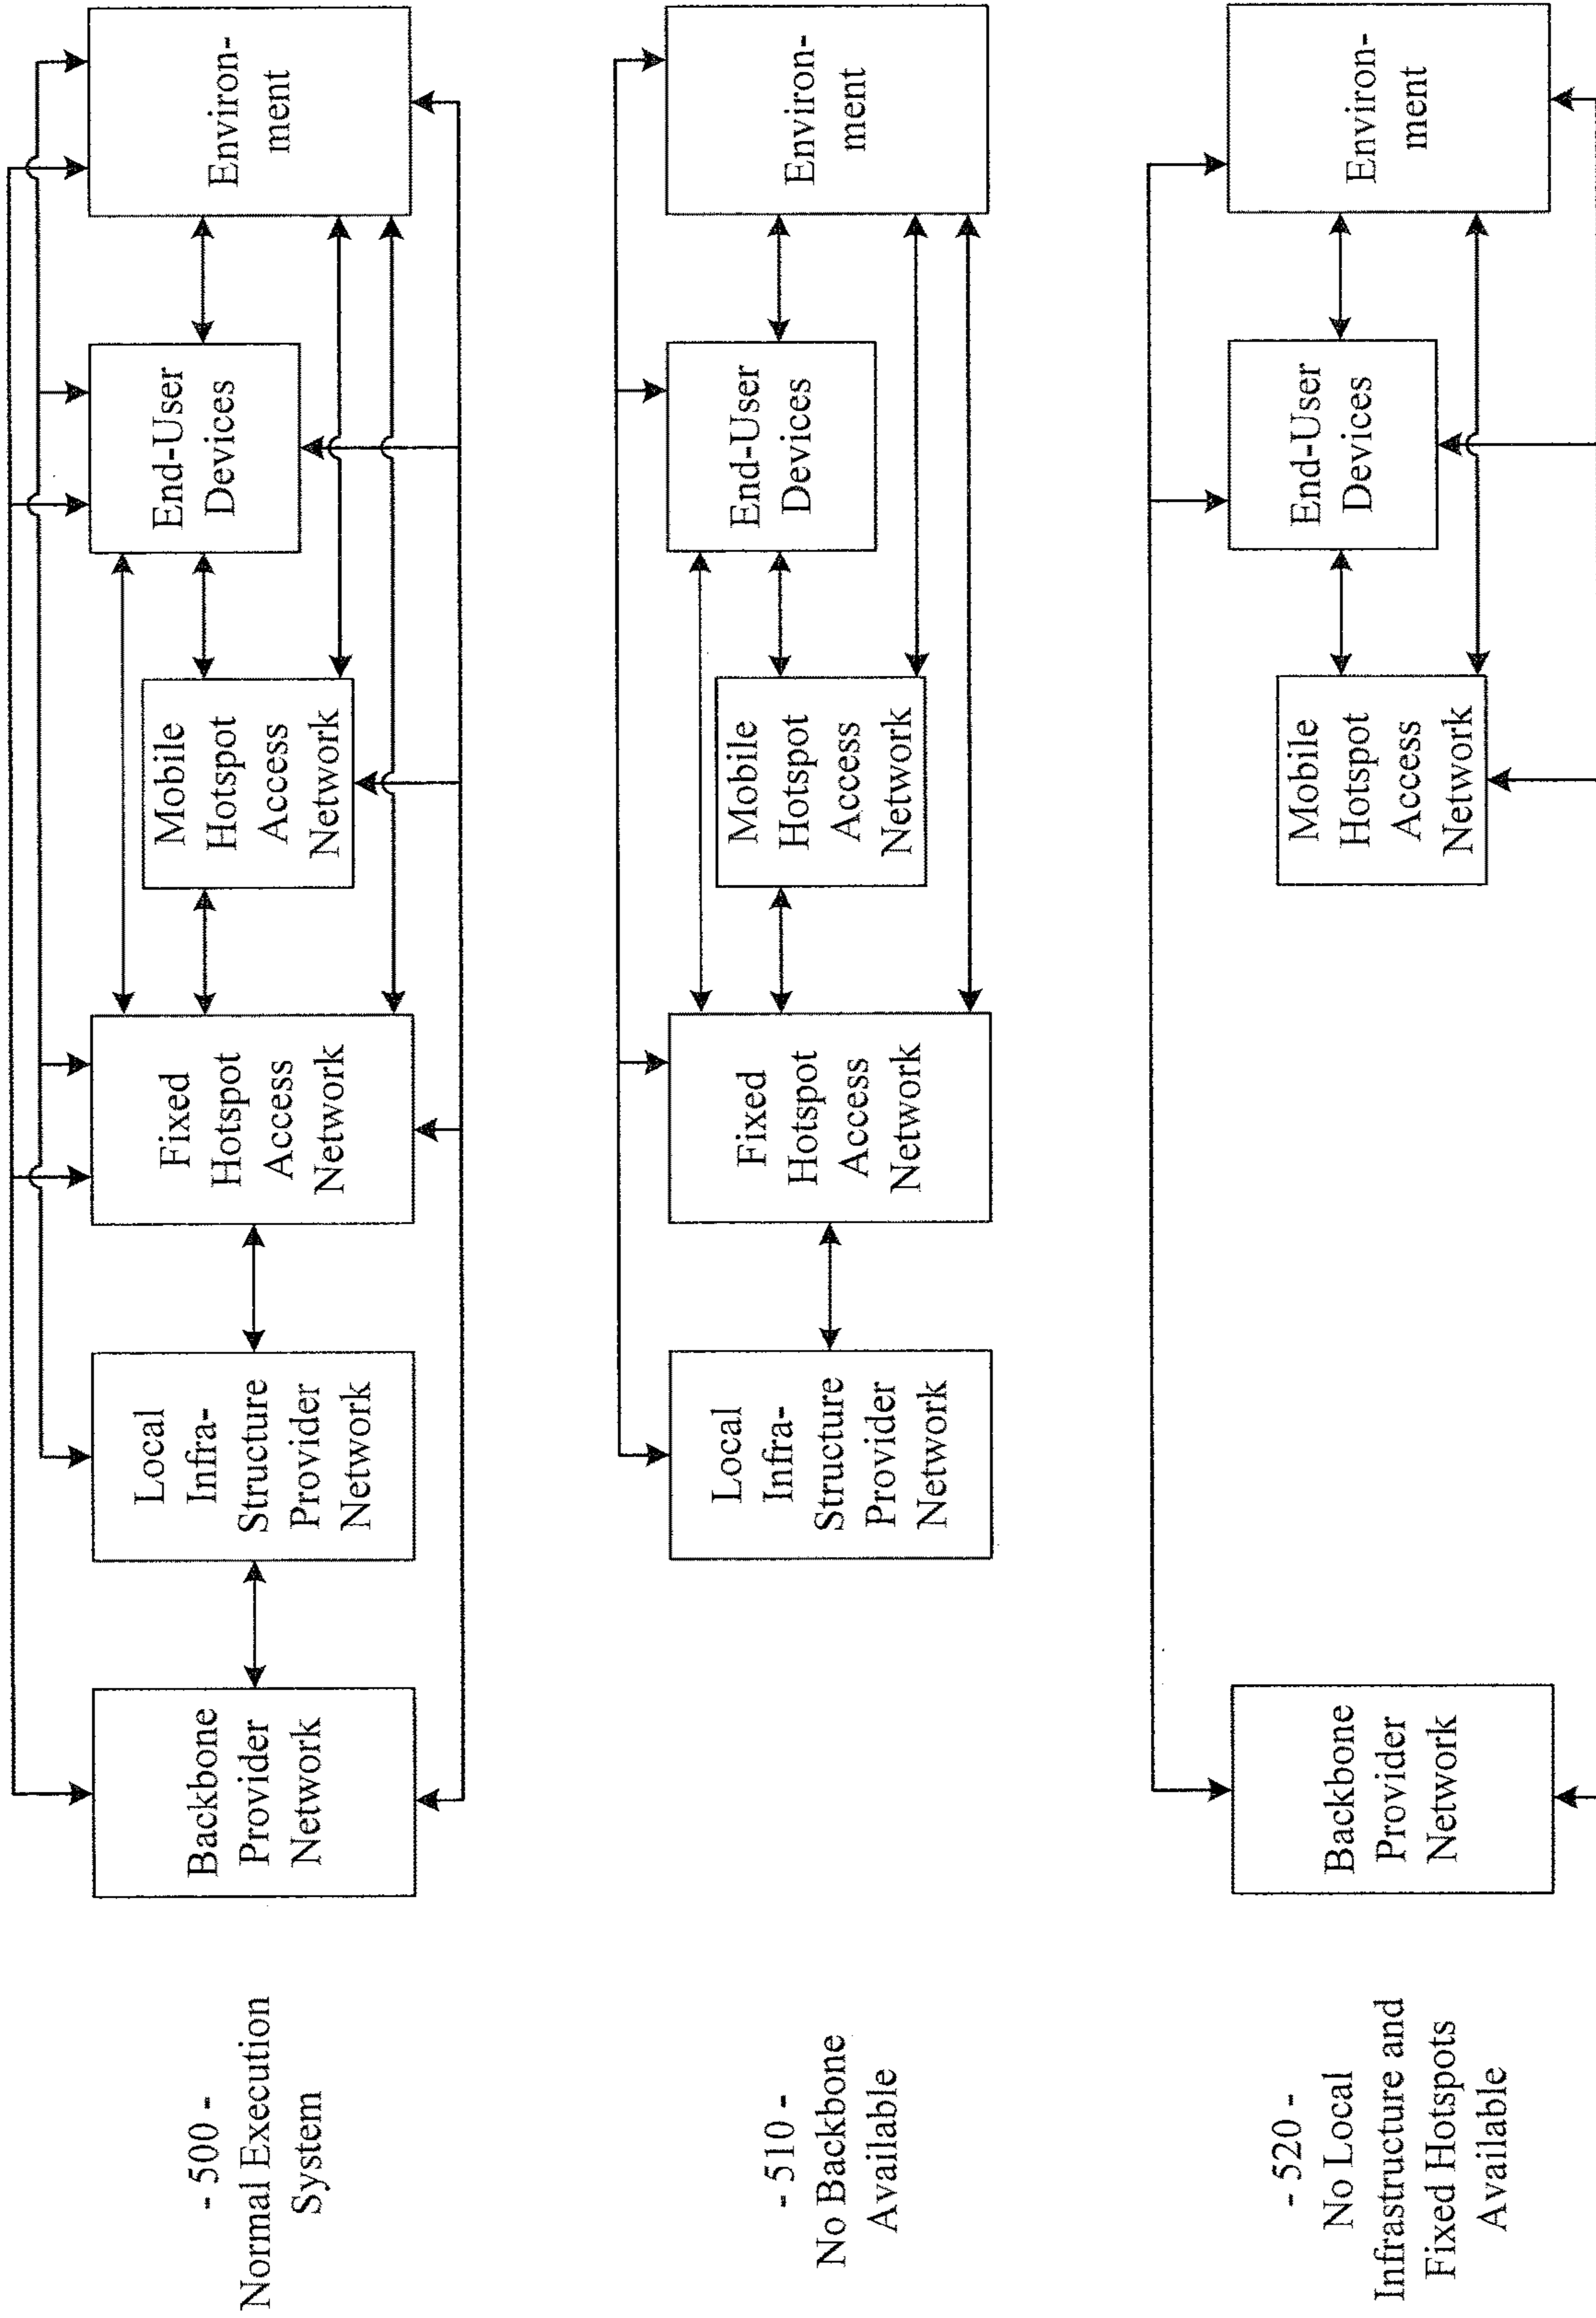 - 500 -
Normal Execution
System
Backbone
Provider
Network
Local
Infra-
Structure
Provider
Network
Fixed
Hotspot
Access
Network
Mobile
Hotspot
Access
Network
End-User
Devices
Environ-
ment
- 510 -
No Backbone
Available
Local
Infra-
Structure
Provider
Network
Fixed
Hotspot
Access
Network
Mobile
Hotspot
Access
Network
End-User
Devices
Environ-
ment
- 520 -
No Local
Infrastructure and
Fixed Hotspots
Available
Backbone
Provider
Network
Mobile
Hotspot
Access
Network
End-User
Devices
Environ-
ment